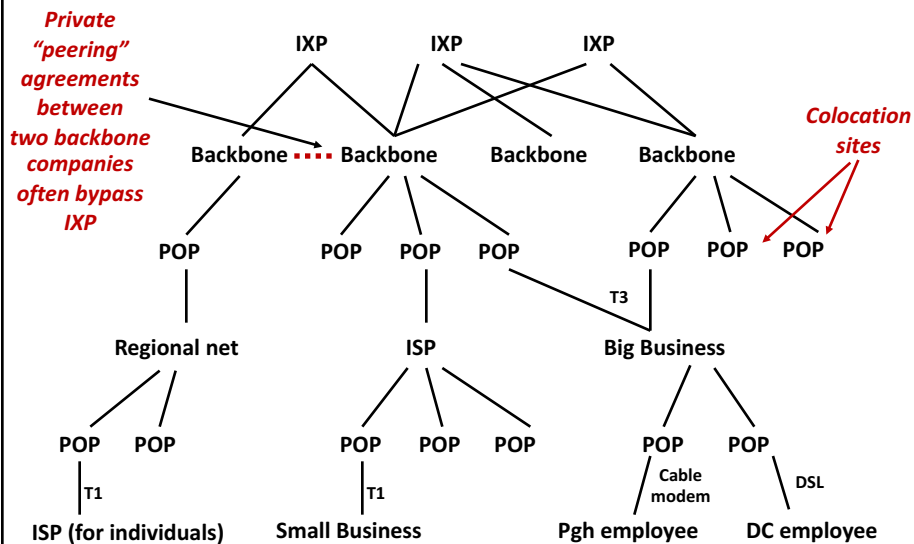 Private
“peering”
agreements
between
two backbone
companies
often bypass
IXP
IXP IXP IXP
Colocation
sites
Backbone Backbone Backbone Backbone
POP POP POP POP POP POP POP
T3
Regional net ISP Big Business
POP POP POP POP POP POP POP
T1 T1 Cable
modem DSL
ISP (for individuals) Small Business Pgh employee DC employee